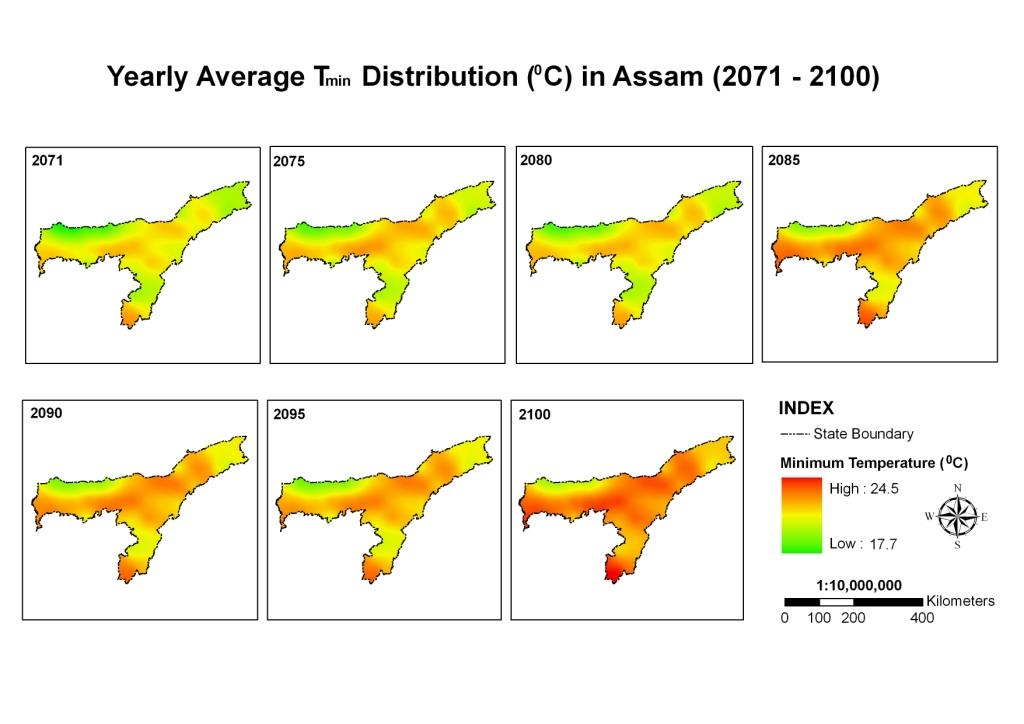 Yearly Average Tmin Distribution (⁰C) in Assam (2071 - 2100)
2071
2075
2080
2085
2090
2095
2100
INDEX
State Boundary
Minimum Temperature (⁰C)
High : 24.5
Low : 17.7
N
W E
S
1:10,000,000
Kilometers
0 100 200 400